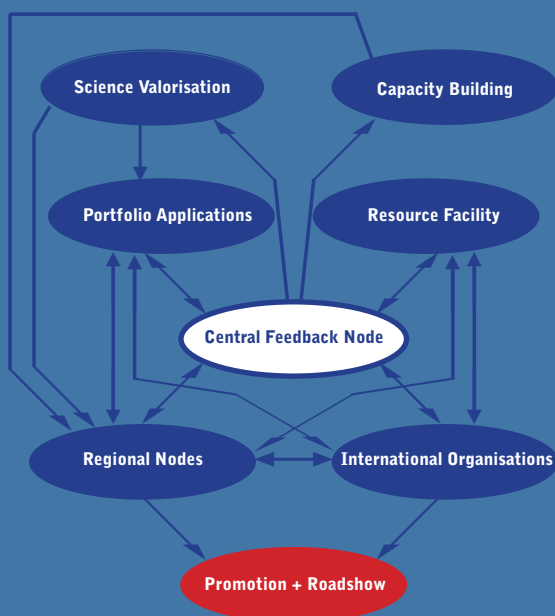 Science Valorisation
Capacity Building
Portfolio Applications
Resource Facility
Central Feedback Node
Regional Nodes
International Organisations
Promotion + Roadshow